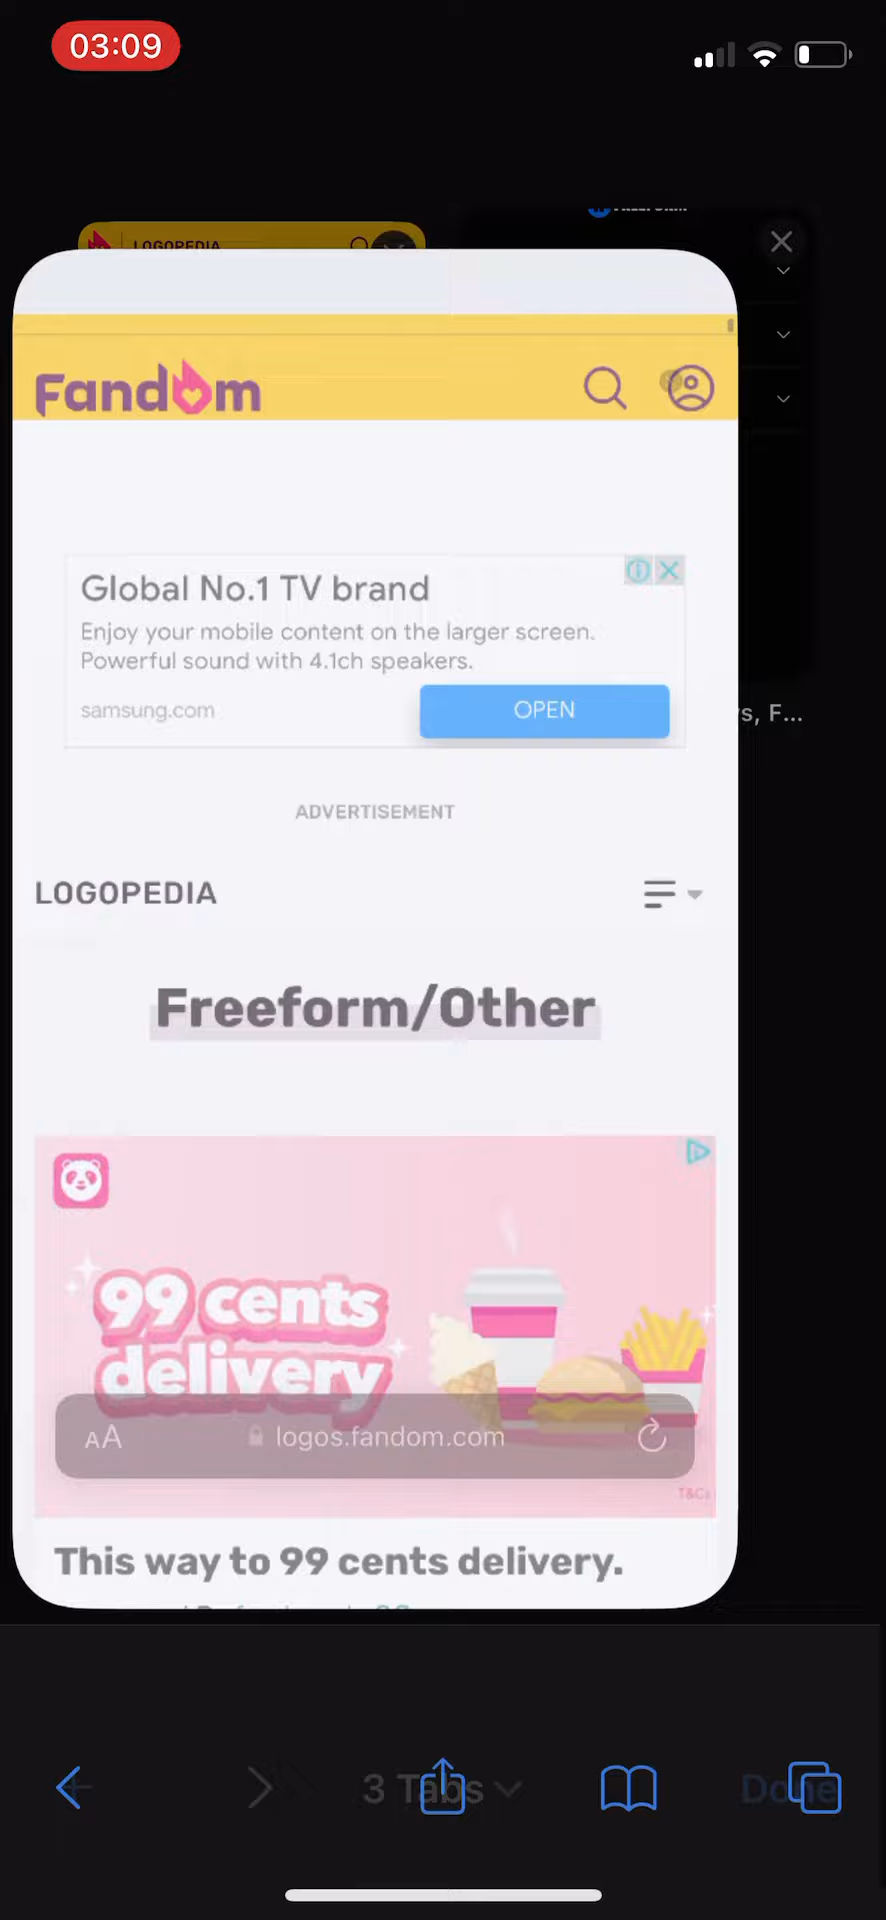 03:09
LOGOPEDIA
Fandom
Global No.1 TV brand
Enjoy your mobile content on the larger screen.
Powerful sound with 4.1ch speakers.
samsung.com
OPEN
s, F...
ADVERTISEMENT
LOGOPEDIA
Freeform/Other
99 cents
delivery
AA
logos.fandom.com
T&Cs
This way to 99 cents delivery.
3 Tabs
Done